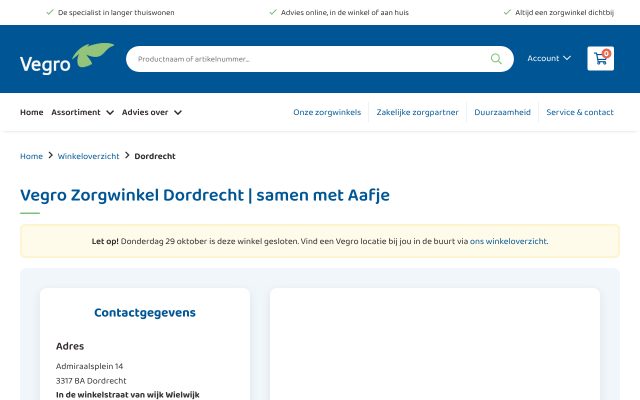 De specialist in langer thuiswonen
Advies online, in de winkel of aan huis
Altijd een zorgwinkel dichtbij
Vegro
Productnaam of artikelnummer...
Account
0
Home
Assortiment
Advies over
Onze zorgwinkels
Zakelijke zorgpartner
Duurzaamheid
Service & contact
Home
Winkeloverzicht
Dordrecht
Vegro Zorgwinkel Dordrecht | samen met Aafje
Let op! Donderdag 29 oktober is deze winkel gesloten. Vind een Vegro locatie bij jou in de buurt via ons winkeloverzicht.
Contactgegevens
Adres
Admiraalsplein 14
3317 BA Dordrecht
In de winkelstraat van wijk Wielwijk